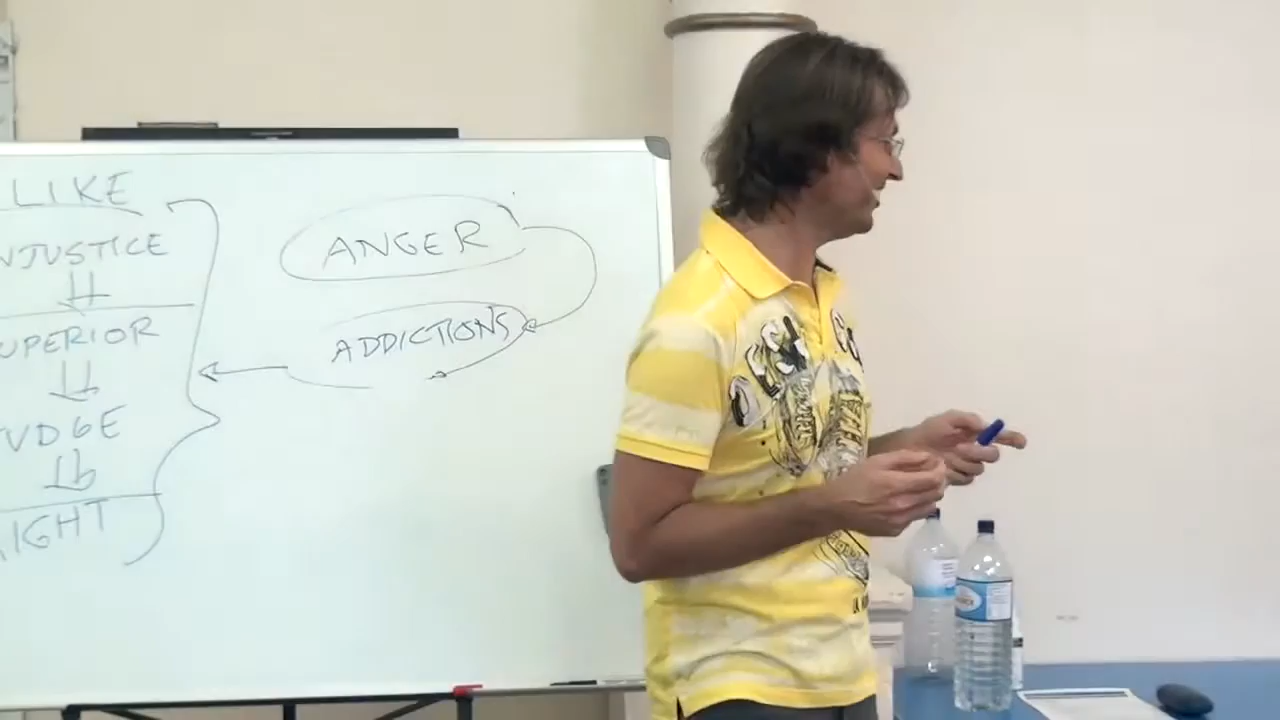 LIKE
NJUSTICE
UPERIOR
UDGE
IGHT
ANGER
ADDICTIONS